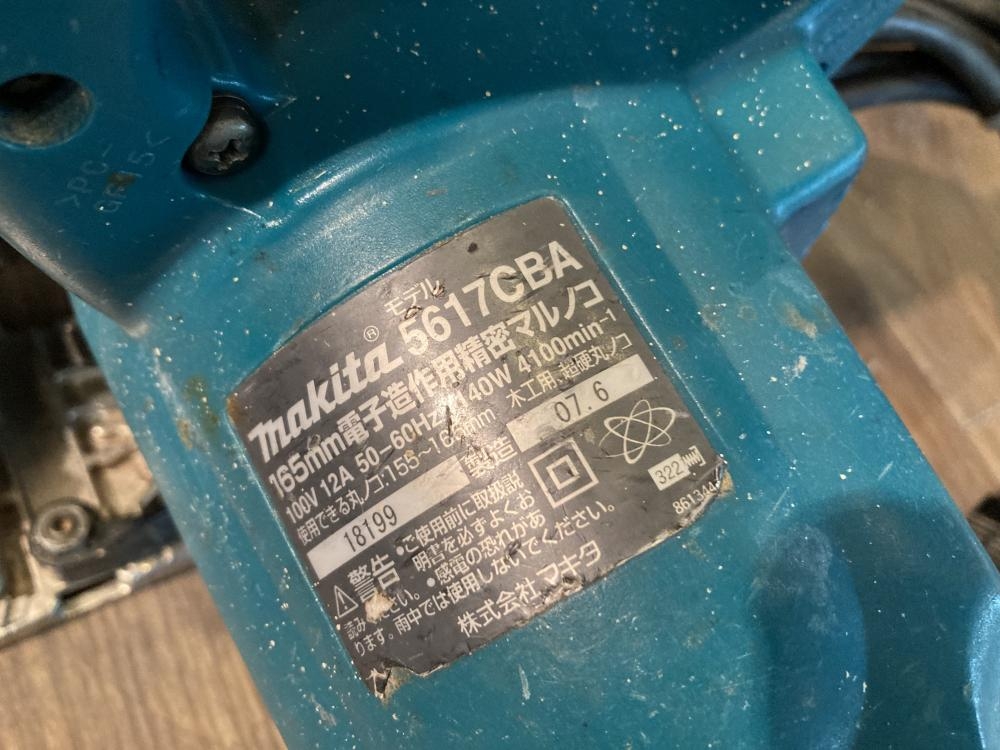 >PC-
モデル
makita® 5617CBA
165mm電子造作用精密マルノコ
100V 12A 50-60HZ 1140W 4100min-1
使用できる丸ノコ:155~165mm 木工用・超硬丸ノコ
18199 製造 07.6
警告 ・ご使用前に取扱説
明書を必ずよくお
読みください。 ・感電の恐れがあ
ります。雨中では使用しないでください。
株式会社 マキタ
322